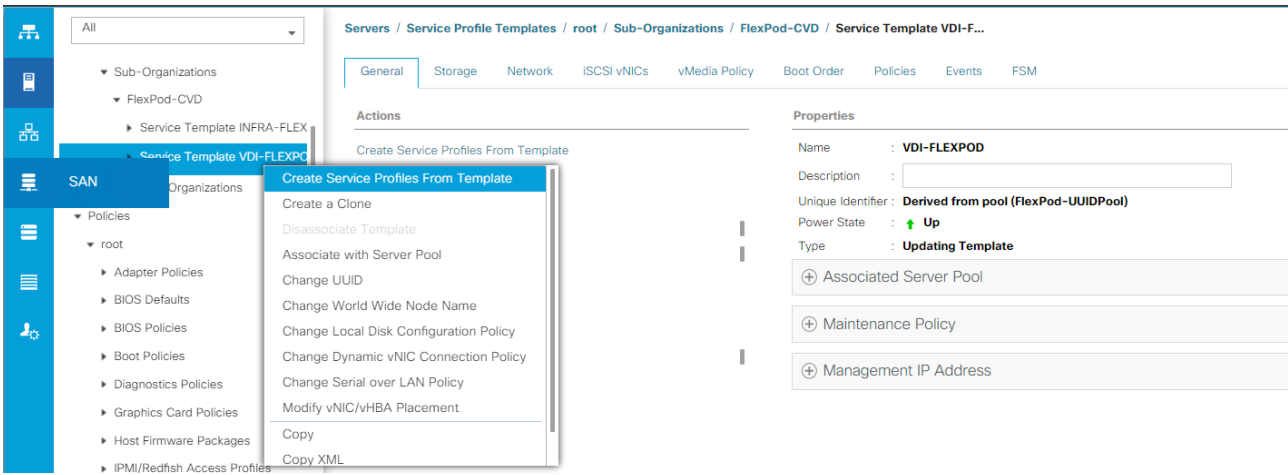 All
Servers / Service Profile Templates / root / Sub-Organizations / FlexPod-CVD / Service Template VDI-F...
Sub-Organizations
FlexPod-CVD
Service Template INFRA-FLEX
Service Template VDI-FLEXPO
SAN
Organizations
Policies
root
Adapter Policies
BIOS Defaults
BIOS Policies
Boot Policies
Diagnostics Policies
Graphics Card Policies
Host Firmware Packages
IPMI/Redfish Access Profiles
General Storage Network iSCSI vNICs vMedia Policy Boot Order Policies Events FSM
Actions
Create Service Profiles From Template
Create Service Profiles From Template
Create a Clone
Disassociate Template
Associate with Server Pool
Change UUID
Change World Wide Node Name
Change Local Disk Configuration Policy
Change Dynamic vNIC Connection Policy
Change Serial over LAN Policy
Modify vNIC/vHBA Placement
Copy
Copy XML
Properties
Name : VDI-FLEXPOD
Description :
Unique Identifier : Derived from pool (FlexPod-UUIDPool)
Power State : Up
Type : Updating Template
Associated Server Pool
Maintenance Policy
Management IP Address